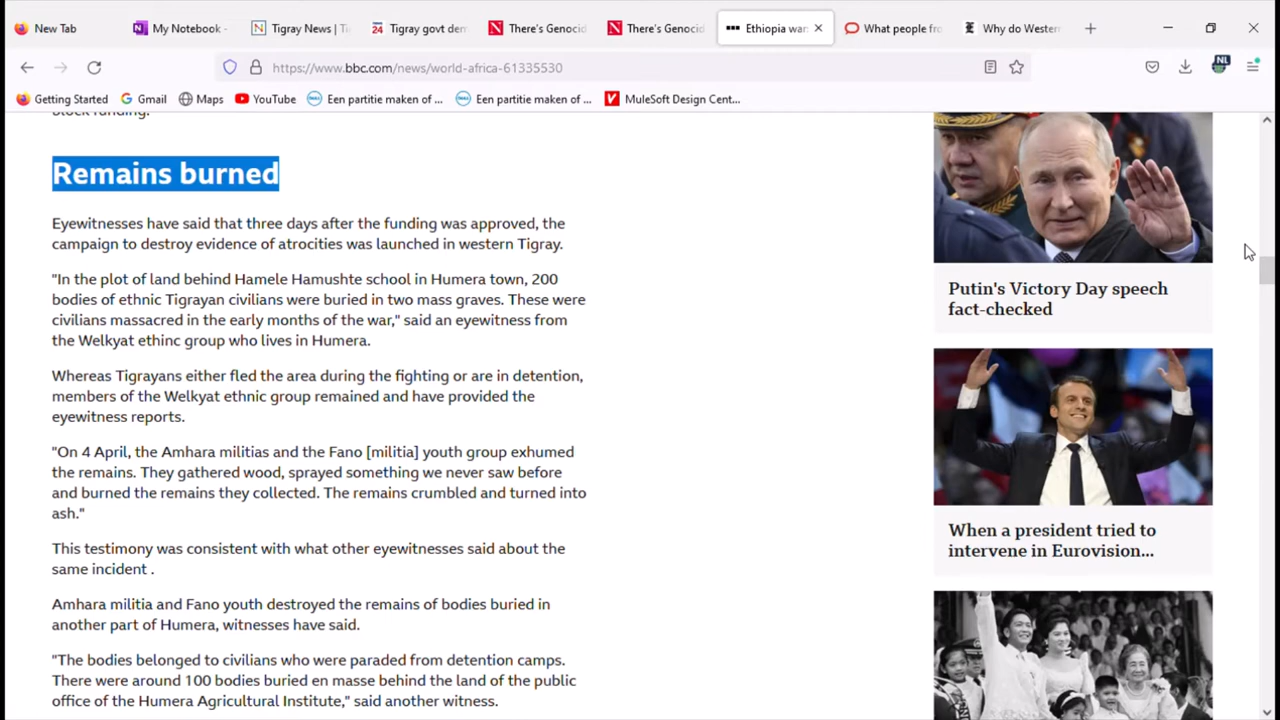 New Tab
My Notebook -
Tigray News | Ti
24 Tigray govt dem
There's Genocid
There's Genocid
Ethiopia war
What people fro
Why do Wester
https://www.bbc.com/news/world-africa-61335530
NL
Getting Started
Gmail
Maps
YouTube
Een partitie maken of ...
Een partitie maken of ...
MuleSoft Design Cent...
block funding.
Remains burned
Eyewitnesses have said that three days after the funding was approved, the
campaign to destroy evidence of atrocities was launched in western Tigray.
"In the plot of land behind Hamele Hamushte school in Humera town, 200
bodies of ethnic Tigrayan civilians were buried in two mass graves. These were
civilians massacred in the early months of the war," said an eyewitness from
the Welkyat ethinc group who lives in Humera.
Whereas Tigrayans either fled the area during the fighting or are in detention,
members of the Welkyat ethnic group remained and have provided the
eyewitness reports.
"On 4 April, the Amhara militias and the Fano [militia] youth group exhumed
the remains. They gathered wood, sprayed something we never saw before
and burned the remains they collected. The remains crumbled and turned into
ash."
This testimony was consistent with what other eyewitnesses said about the
same incident .
Amhara militia and Fano youth destroyed the remains of bodies buried in
another part of Humera, witnesses have said.
"The bodies belonged to civilians who were paraded from detention camps.
There were around 100 bodies buried en masse behind the land of the public
office of the Humera Agricultural Institute," said another witness.
Putin's Victory Day speech
fact-checked
When a president tried to
intervene in Eurovision...